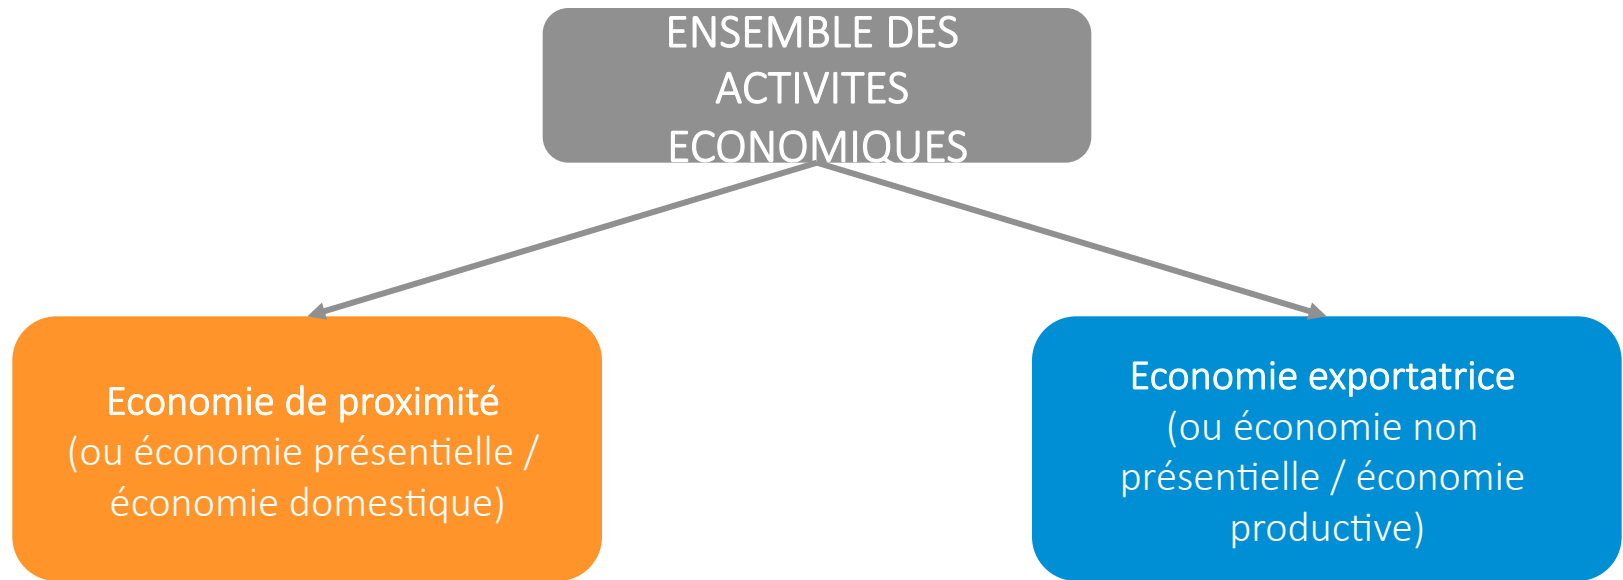 ENSEMBLE DES
ACTIVITES
ECONOMIQUES
Economie de proximité
(ou économie présentielle /
économie domestique)
Economie exportatrice
(ou économie non
présentielle / économie
productive)